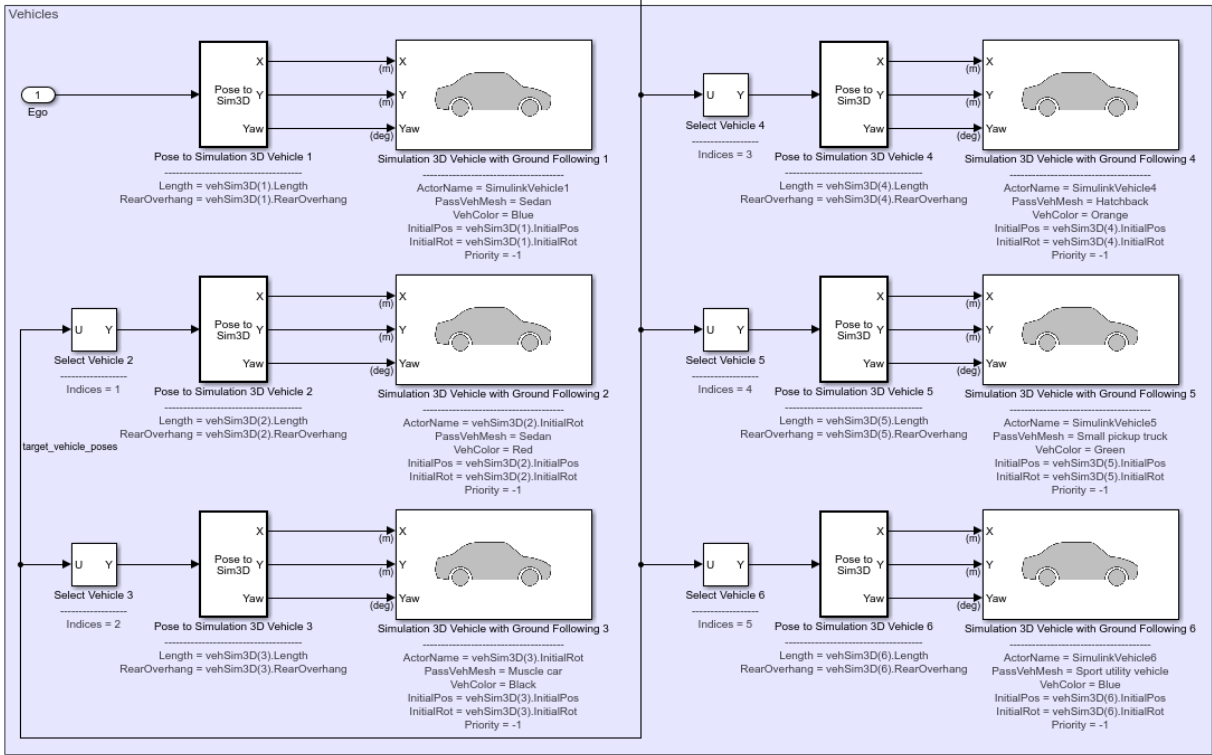 Vehicles
1
Ego
Pose to
Sim3D
X
Y
Yaw
Pose to Simulation 3D Vehicle 1
Length = vehSim3D(1).Length
RearOverhang = vehSim3D(1).RearOverhang
(m)
(m)
(deg)
X
Y
Yaw
Simulation 3D Vehicle with Ground Following 1
ActorName = SimulinkVehicle1
PassVehMesh = Sedan
VehColor = Blue
InitialPos = vehSim3D(1).InitialPos
InitialRot = vehSim3D(1).InitialRot
Priority = -1
U Y
Select Vehicle 2
Indices = 1
Pose to
Sim3D
X
Y
Yaw
Pose to Simulation 3D Vehicle 2
Length = vehSim3D(2).Length
RearOverhang = vehSim3D(2).RearOverhang
(m)
(m)
(deg)
X
Y
Yaw
Simulation 3D Vehicle with Ground Following 2
ActorName = vehSim3D(2).InitialRot
PassVehMesh = Sedan
VehColor = Red
InitialPos = vehSim3D(2).InitialPos
InitialRot = vehSim3D(2).InitialRot
Priority = -1
target_vehicle_poses
U Y
Select Vehicle 3
Indices = 2
Pose to
Sim3D
X
Y
Yaw
Pose to Simulation 3D Vehicle 3
Length = vehSim3D(3).Length
RearOverhang = vehSim3D(3).RearOverhang
(m)
(m)
(deg)
X
Y
Yaw
Simulation 3D Vehicle with Ground Following 3
ActorName = vehSim3D(3).InitialRot
PassVehMesh = Muscle car
VehColor = Black
InitialPos = vehSim3D(3).InitialPos
InitialRot = vehSim3D(3).InitialRot
Priority = -1
U Y
Select Vehicle 4
Indices = 3
Pose to
Sim3D
X
Y
Yaw
Pose to Simulation 3D Vehicle 4
Length = vehSim3D(4).Length
RearOverhang = vehSim3D(4).RearOverhang
(m)
(m)
(deg)
X
Y
Yaw
Simulation 3D Vehicle with Ground Following 4
ActorName = SimulinkVehicle4
PassVehMesh = Hatchback
VehColor = Orange
InitialPos = vehSim3D(4).InitialPos
InitialRot = vehSim3D(4).InitialRot
Priority = -1
U Y
Select Vehicle 5
Indices = 4
Pose to
Sim3D
X
Y
Yaw
Pose to Simulation 3D Vehicle 5
Length = vehSim3D(5).Length
RearOverhang = vehSim3D(5).RearOverhang
(m)
(m)
(deg)
X
Y
Yaw
Simulation 3D Vehicle with Ground Following 5
ActorName = SimulinkVehicle5
PassVehMesh = Small pickup truck
VehColor = Green
InitialPos = vehSim3D(5).InitialPos
InitialRot = vehSim3D(5).InitialRot
Priority = -1
U Y
Select Vehicle 6
Indices = 5
Pose to
Sim3D
X
Y
Yaw
Pose to Simulation 3D Vehicle 6
Length = vehSim3D(6).Length
RearOverhang = vehSim3D(6).RearOverhang
(m)
(m)
(deg)
X
Y
Yaw
Simulation 3D Vehicle with Ground Following 6
ActorName = SimulinkVehicle6
PassVehMesh = Sport utility vehicle
VehColor = Blue
InitialPos = vehSim3D(6).InitialPos
InitialRot = vehSim3D(6).InitialRot
Priority = -1